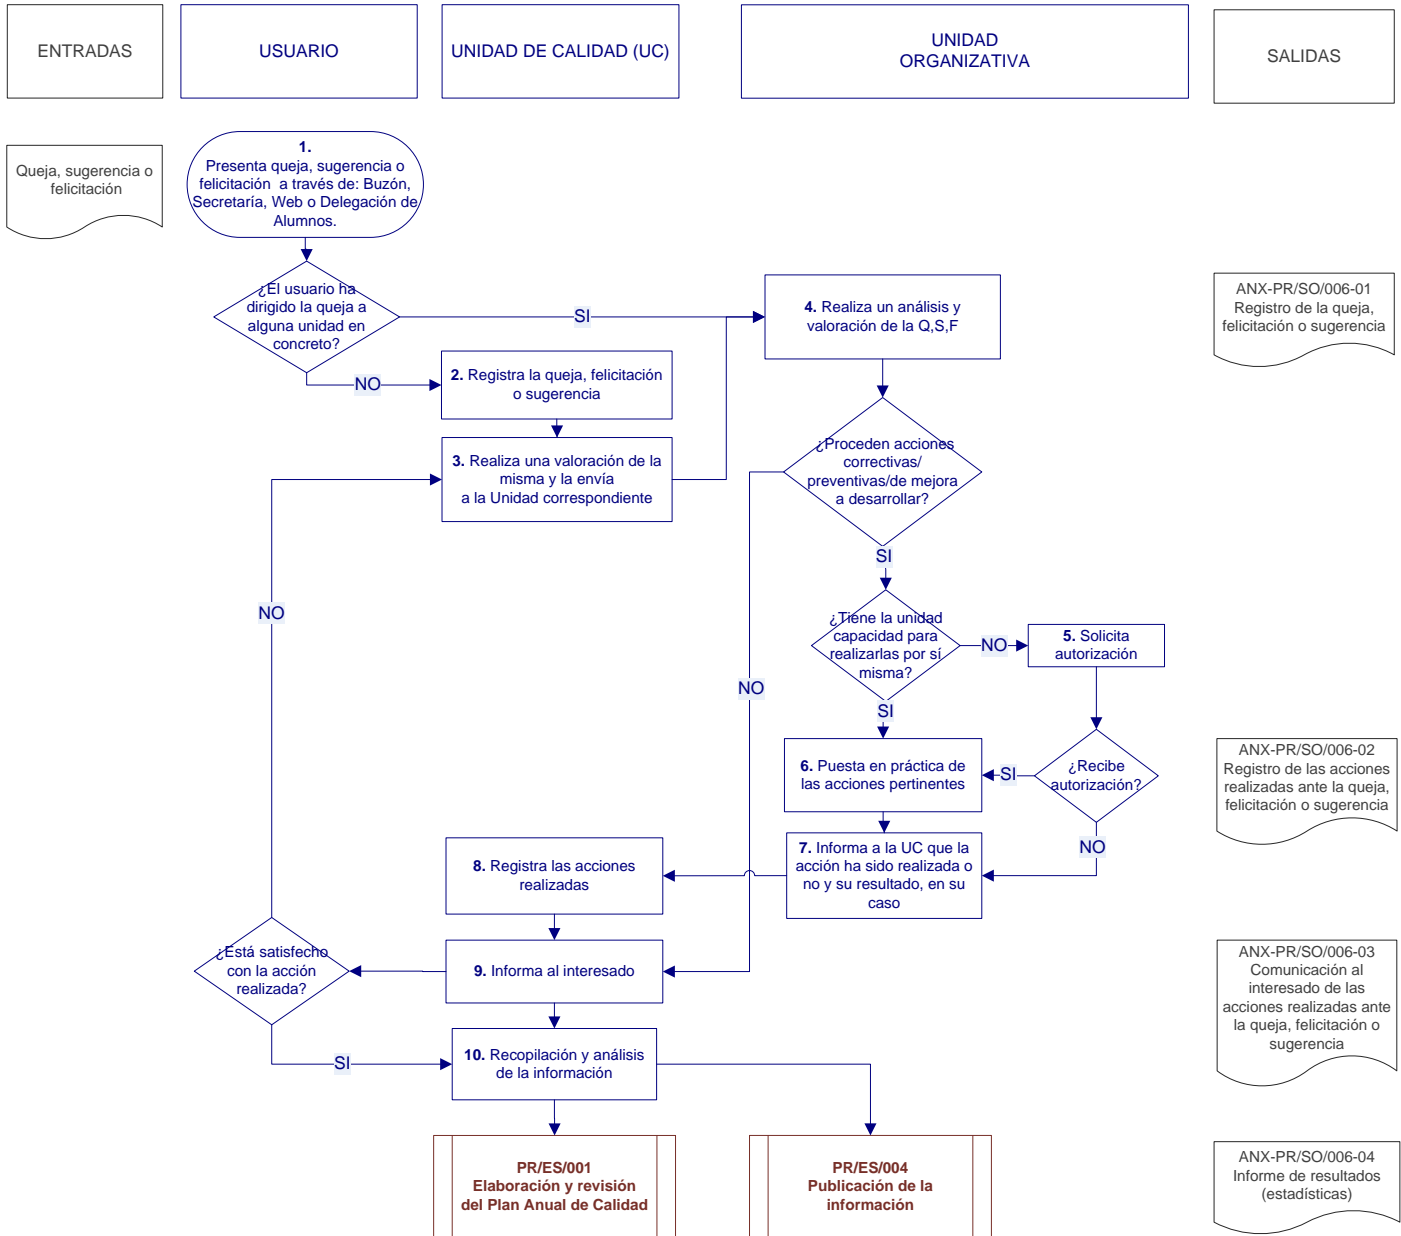 ENTRADAS
USUARIO
UNIDAD DE CALIDAD (UC)
UNIDAD
ORGANIZATIVA
SALIDAS
Queja, sugerencia o
felicitación
1.
Presenta queja, sugerencia o
felicitación a través de: Buzón,
Secretaría, Web o Delegación de
Alumnos.
¿El usuario ha
dirigido la queja a
alguna unidad en
concreto?
SI
NO
2. Registra la queja, felicitación
o sugerencia
3. Realiza una valoración de la
misma y la envía
a la Unidad correspondiente
4. Realiza un análisis y
valoración de la Q,S,F
ANX-PR/SO/006-01
Registro de la queja,
felicitación o sugerencia
¿Proceden acciones
correctivas/
preventivas/de mejora
a desarrollar?
SI
NO
¿Tiene la unidad
capacidad para
realizarlas por sí
misma?
NO
SI
5. Solicita
autorización
¿Recibe
autorización?
SI
NO
6. Puesta en práctica de
las acciones pertinentes
7. Informa a la UC que la
acción ha sido realizada o
no y su resultado, en su
caso
ANX-PR/SO/006-02
Registro de las acciones
realizadas ante la queja,
felicitación o sugerencia
8. Registra las acciones
realizadas
9. Informa al interesado
¿Está satisfecho
con la acción
realizada?
NO
SI
10. Recopilación y análisis
de la información
ANX-PR/SO/006-03
Comunicación al
interesado de las
acciones realizadas ante
la queja, felicitación o
sugerencia
PR/ES/001
Elaboración y revisión
del Plan Anual de Calidad
PR/ES/004
Publicación de la
información
ANX-PR/SO/006-04
Informe de resultados
(estadísticas)